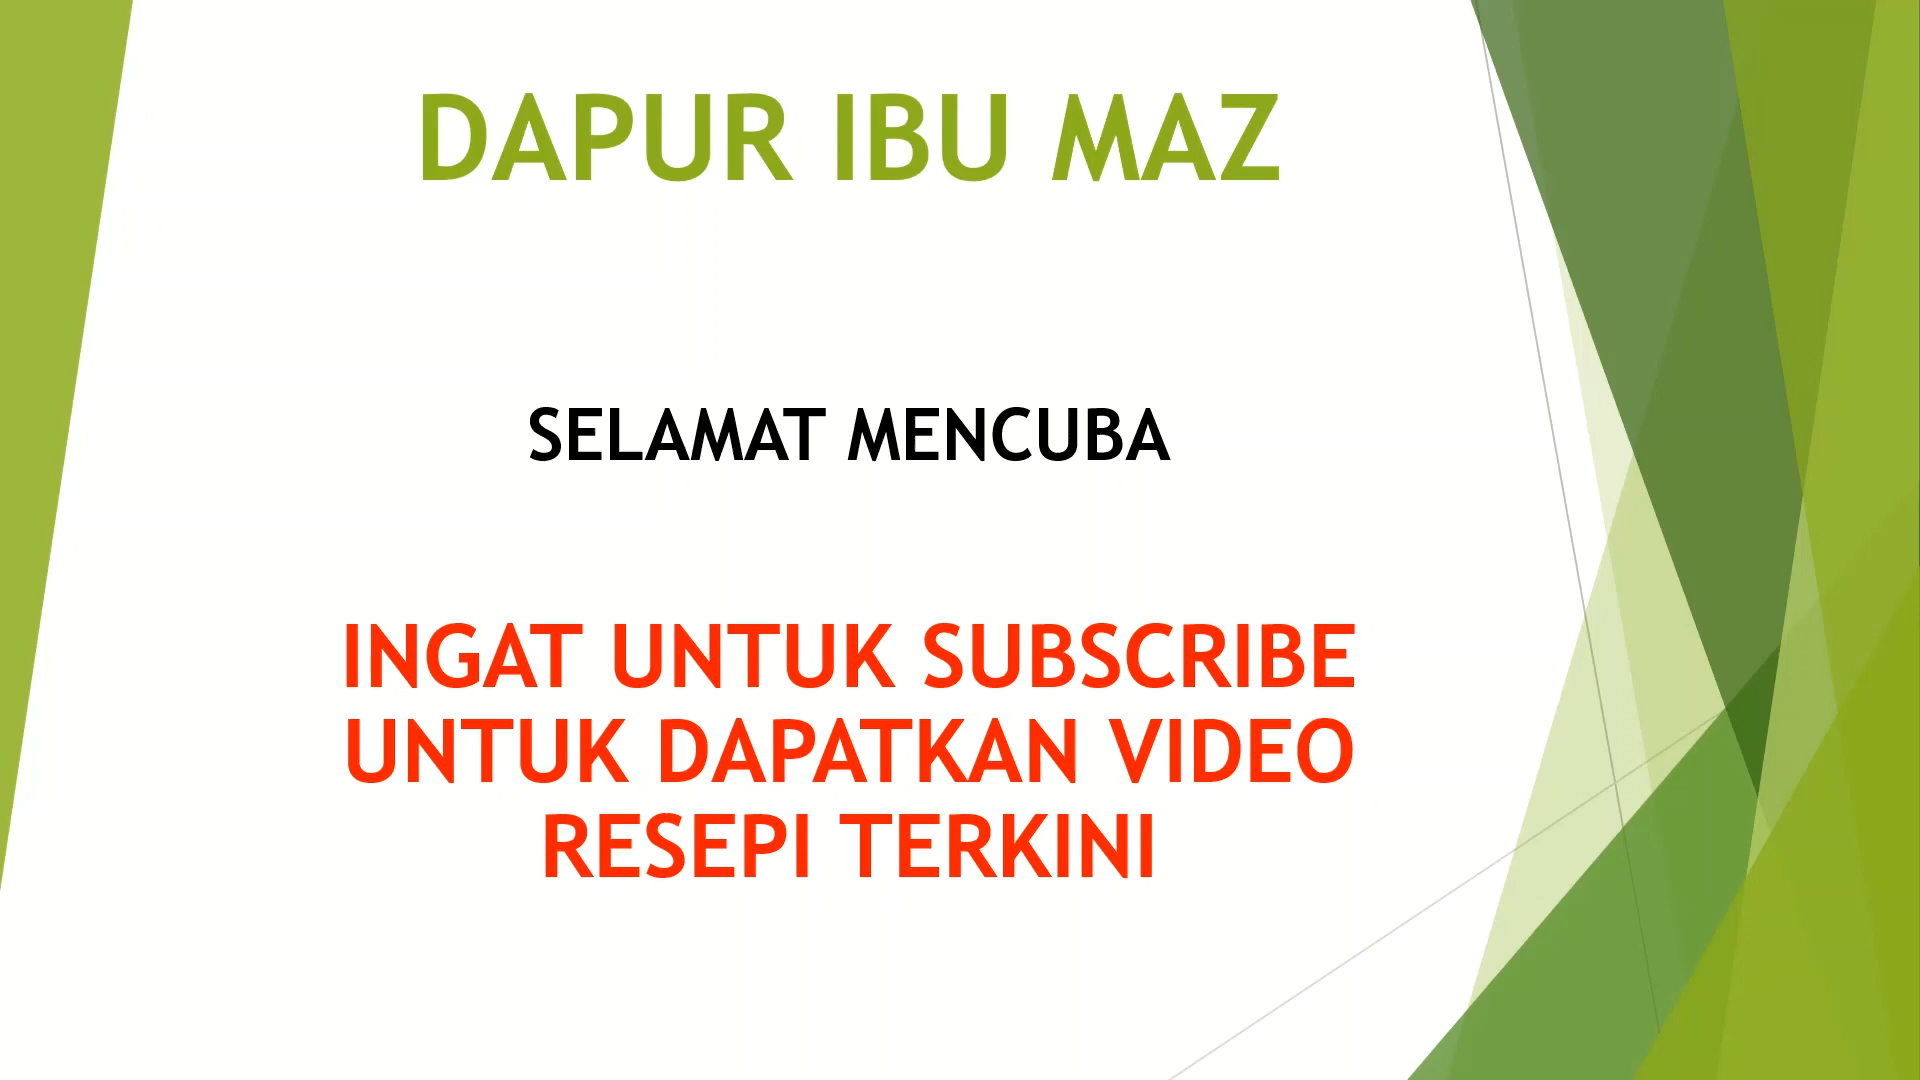 DAPUR IBU MAZ
SELAMAT MENCUBA
INGAT UNTUK SUBSCRIBE
UNTUK DAPATKAN VIDEO
RESEPI TERKINI